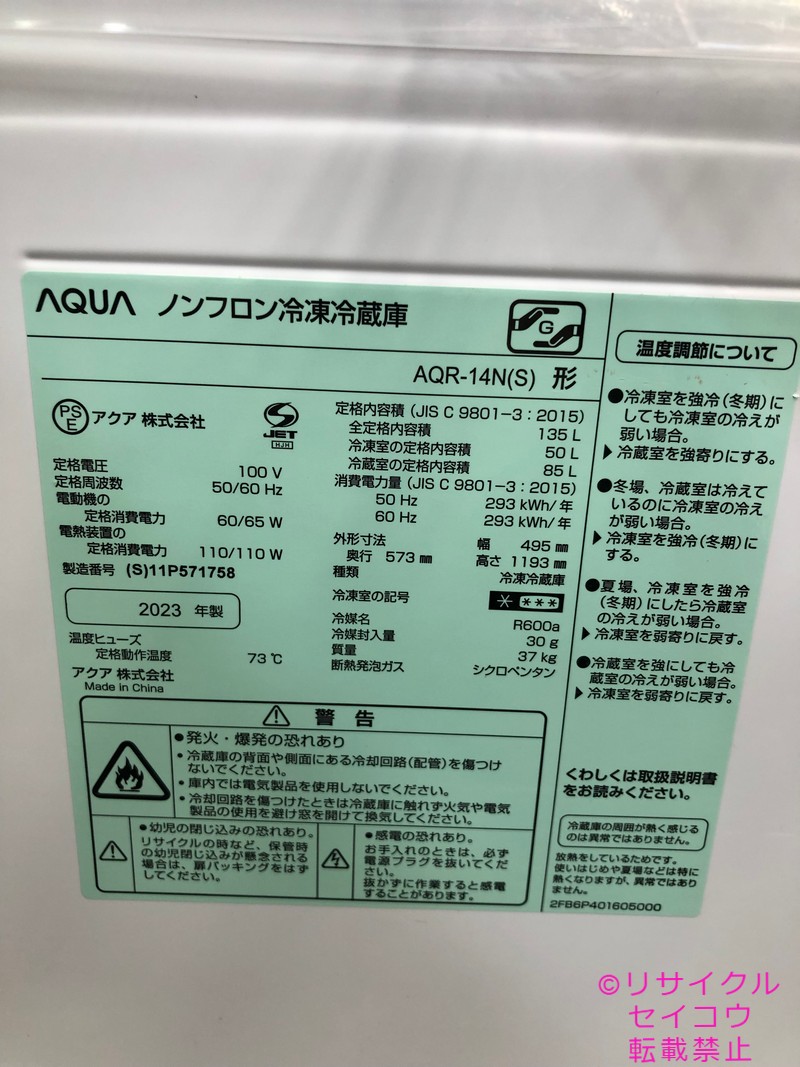 AQUA ノンフロン冷凍冷蔵庫
G
AQR-14N(S) 形
PSE アクア 株式会社
S JET
HJH
定格電圧 100 V
定格周波数 50/60 Hz
電動機の
定格消費電力 60/65 W
電熱装置の
定格消費電力 110/110 W
製造番号 (S)11P571758
2023 年製
温度ヒューズ
定格動作温度 73 ℃
アクア 株式会社
Made in China
定格内容積 (JIS C 9801-3 : 2015)
全定格内容積 135 L
冷凍室の定格内容積 50 L
冷蔵室の定格内容積 85 L
消費電力量 (JIS C 9801-3 : 2015)
50 Hz 293 kWh/年
60 Hz 293 kWh/年
外形寸法 幅 495 ㎜
奥行 573 ㎜ 高さ 1193 ㎜
種類 冷凍冷蔵庫
冷凍室の記号 * ***
冷媒名 R600a
冷媒封入量 30 g
質量 37 kg
断熱発泡ガス シクロペンタン
⚠ 警 告
●発火・爆発の恐れあり
・冷蔵庫の背面や側面にある冷却回路(配管)を傷つけ
ないでください。
・庫内では電気製品を使用しないでください。
・冷却回路を傷つけたときは冷蔵庫に触れず火気や電気
製品の使用を避け窓を開けて換気してください。
●幼児の閉じ込みの恐れあり。
リサイクルの時など、保管時
の幼児閉じ込みが懸念される
場合は、扉パッキングをはず
してください。
●感電の恐れあり。
お手入れのときは、必ず
電源プラグを抜いてくだ
さい。
抜かずに作業すると感電
することがあります。
温度調節について
●冷凍室を強冷(冬期)に
しても冷凍室の冷えが
弱い場合。
▶冷蔵室を強寄りにする。
●冬場、冷蔵室は冷えて
いるのに冷凍室の冷え
が弱い場合。
▶冷凍室を強冷(冬期)に
する。
●夏場、冷凍室を強冷
(冬期)にしたら冷蔵室
の冷えが弱い場合。
▶冷凍室を弱寄りに戻す。
●冷蔵室を強にしても冷
蔵室の冷えが弱い場合。
▶冷凍室を弱寄りに戻す。
くわしくは取扱説明書
をお読みください。
冷蔵庫の周囲が熱く感じる
のは異常ではありません。
放熱をしているためです。
使いはじめや夏場などは特に
熱くなりますが、異常ではあり
ません。
2FB6P401605000
©リサイクル
セイコウ
転載禁止